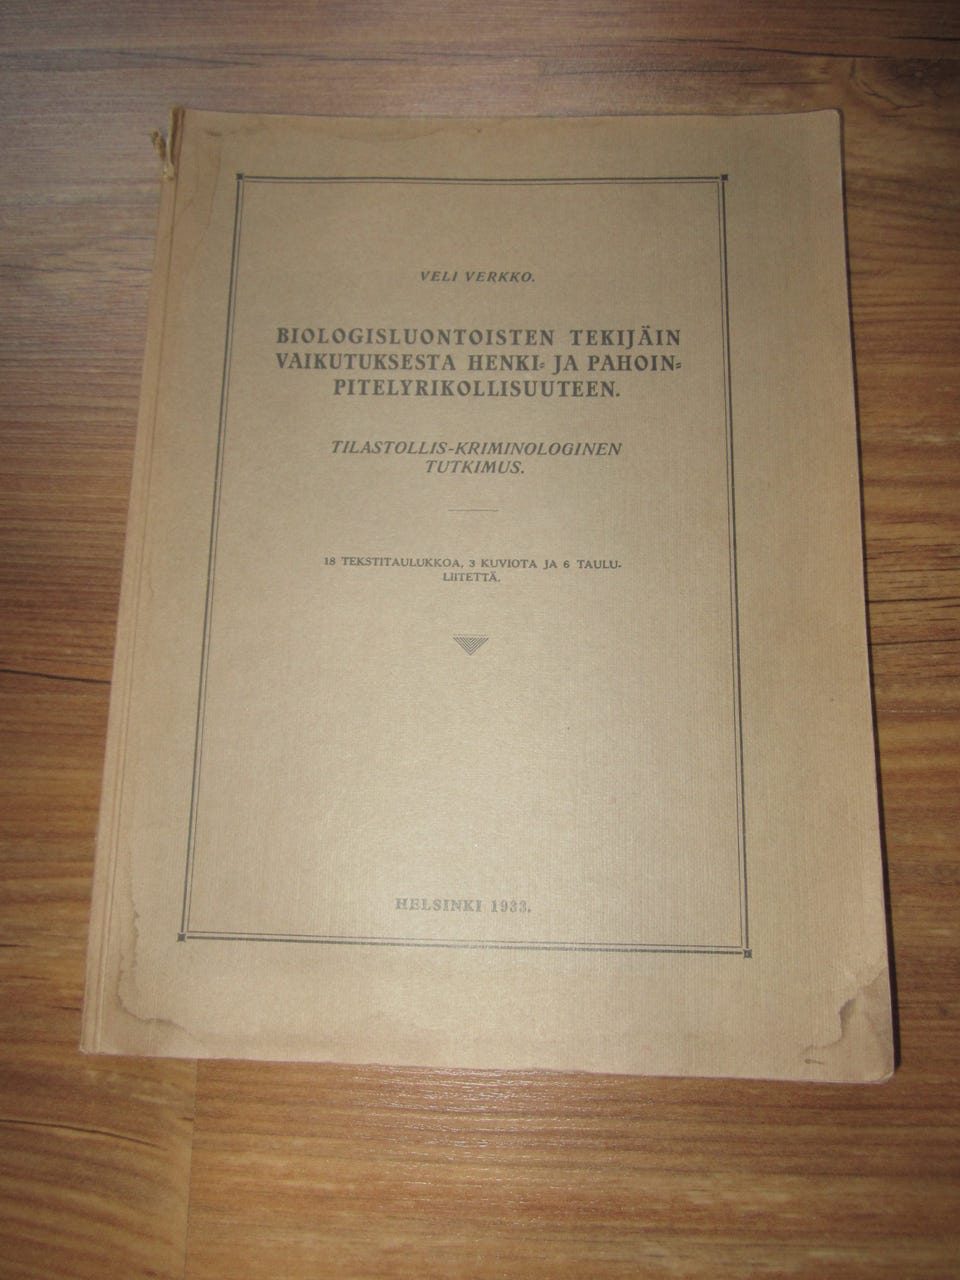 VELI VERKKO.
BIOLOGISLUONTOISTEN TEKIJÄIN
VAIKUTUKSESTA HENKI- JA PAHOIN-
PITELYRIKOLLISUUTEEN.
TILASTOLLIS-KRIMINOLOGINEN
TUTKIMUS.
18 TEKSTITAULUKKOA, 3 KUVIOTA JA 6 TAULU-
LIITETTÄ.
HELSINKI 1933.